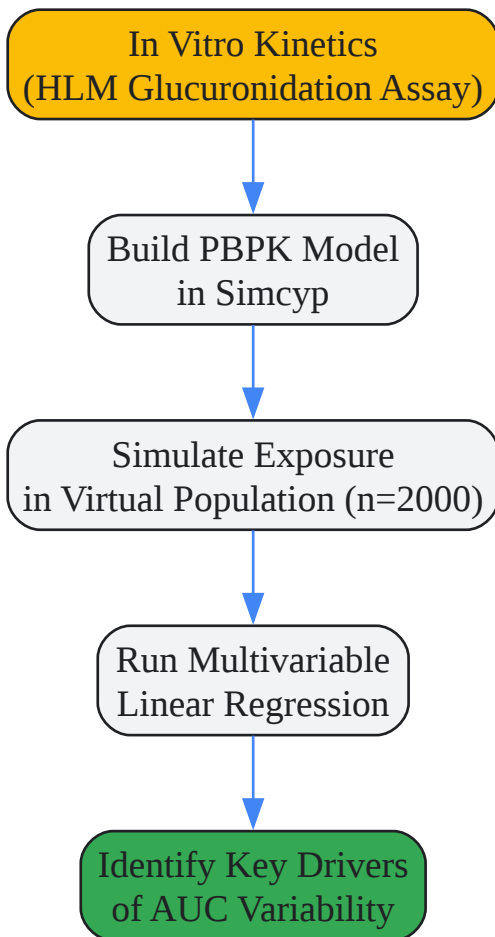 In Vitro Kinetics
(HLM Glucuronidation Assay)
Build PBPK Model
in Simcyp
Simulate Exposure
in Virtual Population (n=2000)
Run Multivariable
Linear Regression
Identify Key Drivers
of AUC Variability